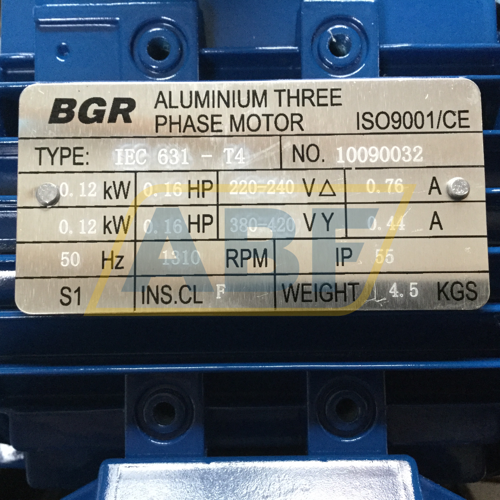 BGR ALUMINIUM THREE
PHASE MOTOR ISO9001/CE
TYPE: IEC 631 - T4 NO. 10090032
0.12 kW 0.16 HP 220-240 V △ 0.76 A
0.12 kW 0.16 HP 380-420 V Y 0.44 A
50 Hz 1310 RPM IP 55
S1 INS.CL F WEIGHT 4.5 KGS
ABF